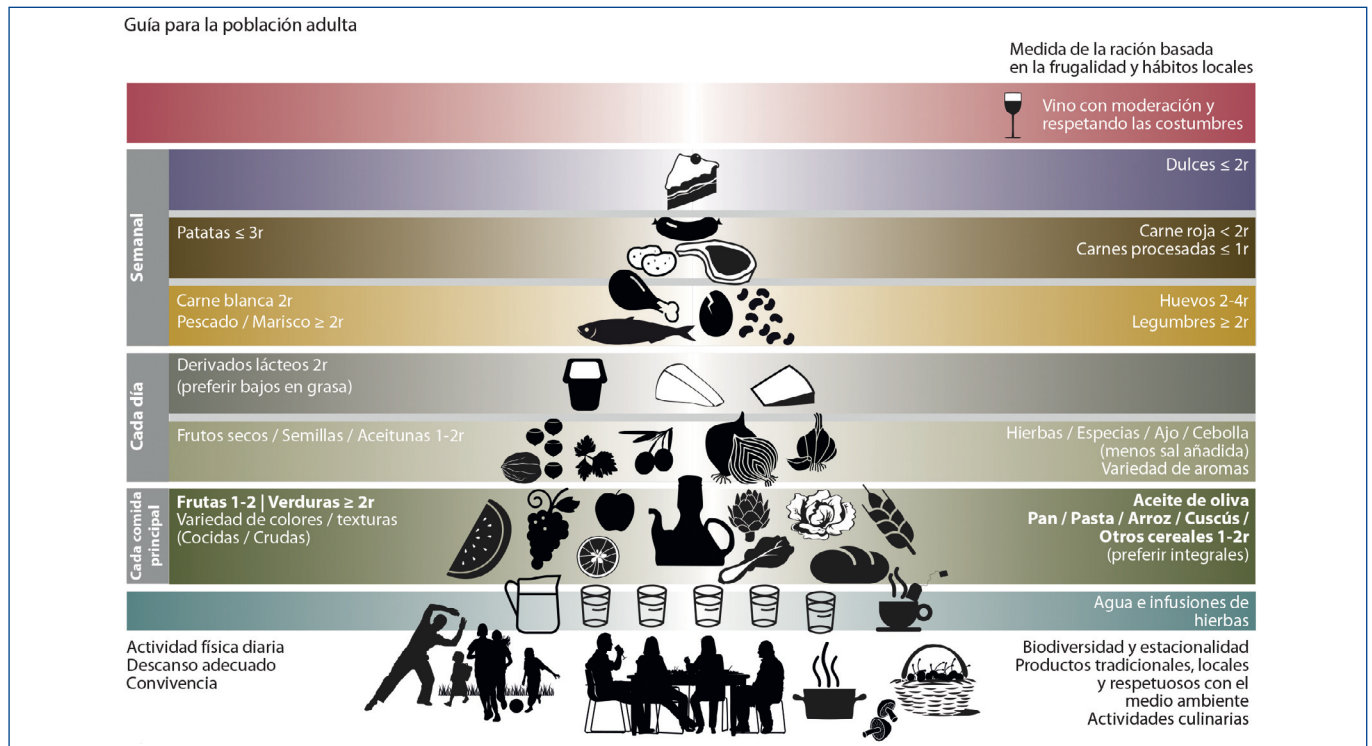 Guía para la población adulta
Medida de la ración basada
en la frugalidad y hábitos locales
Vino con moderación y
respetando las costumbres
Semanal
Dulces ≤ 2r
Patatas ≤ 3r
Carne roja < 2r
Carnes procesadas ≤ 1r
Carne blanca 2r
Pescado / Marisco ≥ 2r
Huevos 2-4r
Legumbres ≥ 2r
Cada día
Derivados lácteos 2r
(preferir bajos en grasa)
Frutos secos / Semillas / Aceitunas 1-2r
Hierbas / Especias / Ajo / Cebolla
(menos sal añadida)
Variedad de aromas
Cada comida
principal
Frutas 1-2 | Verduras ≥ 2r
Variedad de colores / texturas
(Cocidas / Crudas)
Aceite de oliva
Pan / Pasta / Arroz / Cuscús /
Otros cereales 1-2r
(preferir integrales)
Agua e infusiones de
hierbas
Actividad física diaria
Descanso adecuado
Convivencia
Biodiversidad y estacionalidad
Productos tradicionales, locales
y respetuosos con el
medio ambiente
Actividades culinarias